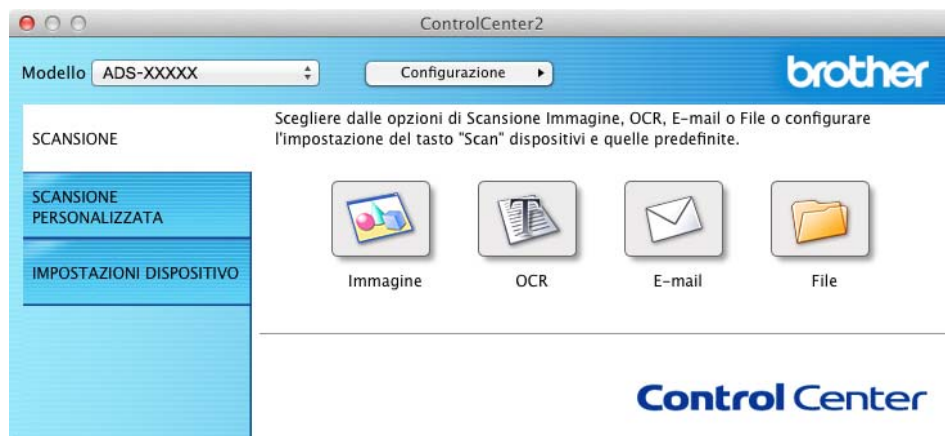 ControlCenter2
Modello ADS-XXXXX Configurazione brother
SCANSIONE
SCANSIONE
PERSONALIZZATA
IMPOSTAZIONI DISPOSITIVO
Scegliere dalle opzioni di Scansione Immagine, OCR, E-mail o File o configurare
l'impostazione del tasto "Scan" dispositivi e quelle predefinite.
Immagine OCR E-mail File
Control Center